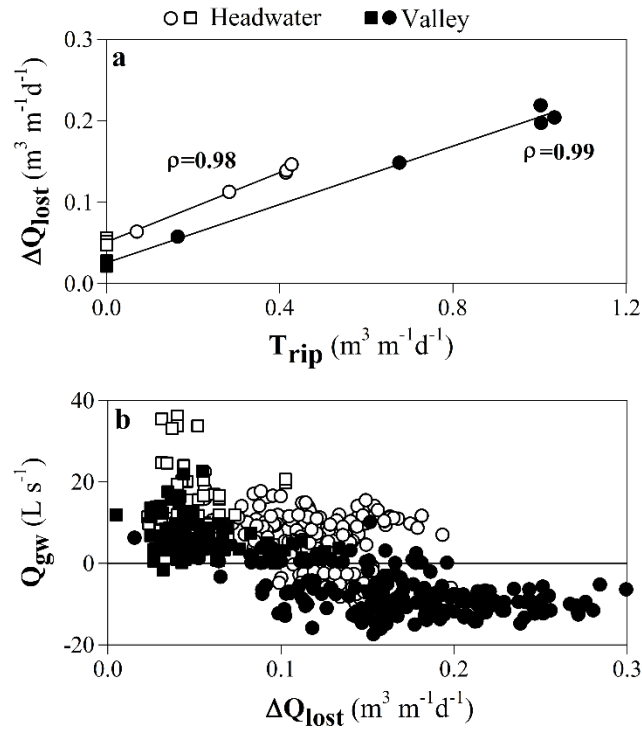 Headwater Valley
a
0.3
0.2
0.1
0.0
ΔQlost (m³ m⁻¹d⁻¹)
ρ=0.98
ρ=0.99
0.0 0.4 0.8 1.2
Trip (m³ m⁻¹d⁻¹)
b
40
20
0
-20
Qgw (L s⁻¹)
0.0 0.1 0.2 0.3
ΔQlost (m³ m⁻¹d⁻¹)